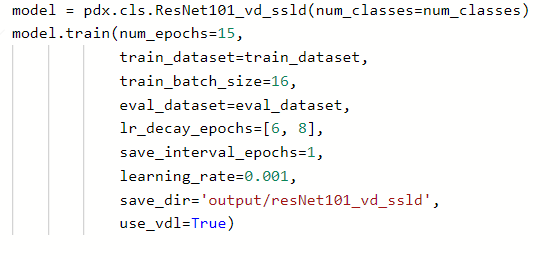 model = pdx.cls.ResNet101_vd_ssld(num_classes=num_classes)
model.train(num_epochs=15,
            train_dataset=train_dataset,
            train_batch_size=16,
            eval_dataset=eval_dataset,
            lr_decay_epochs=[6, 8],
            save_interval_epochs=1,
            learning_rate=0.001,
            save_dir='output/resNet101_vd_ssld',
            use_vdl=True)